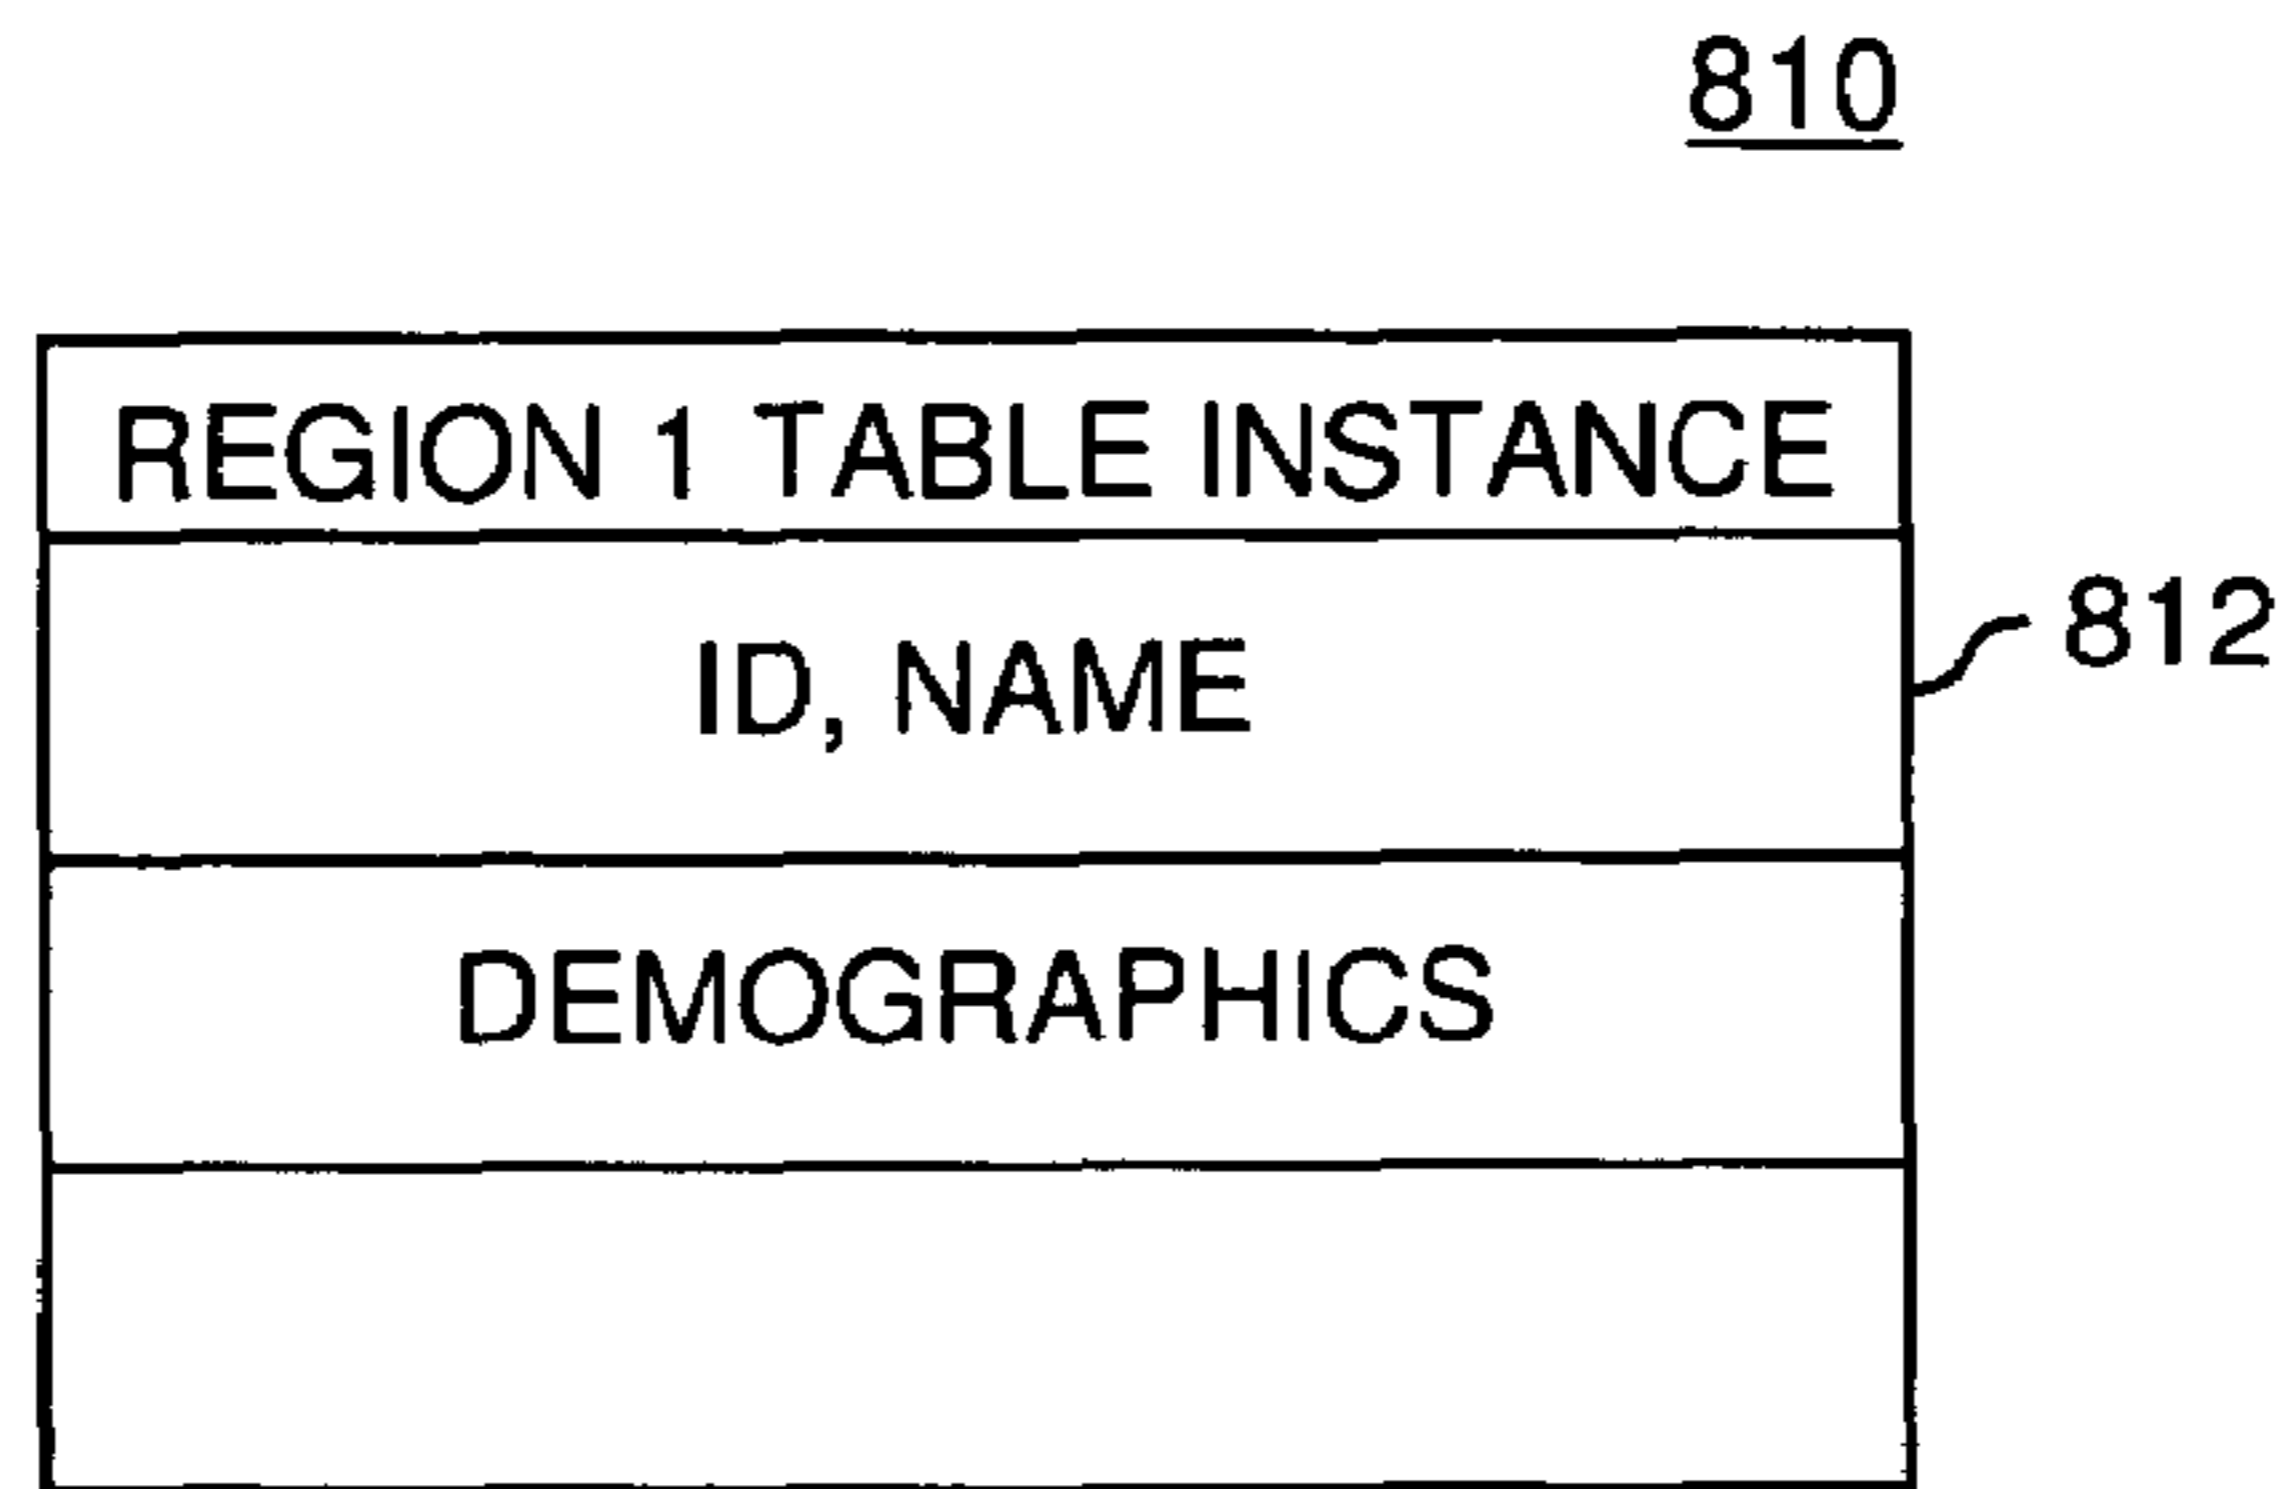 810
REGION 1 TABLE INSTANCE
ID, NAME
812
DEMOGRAPHICS